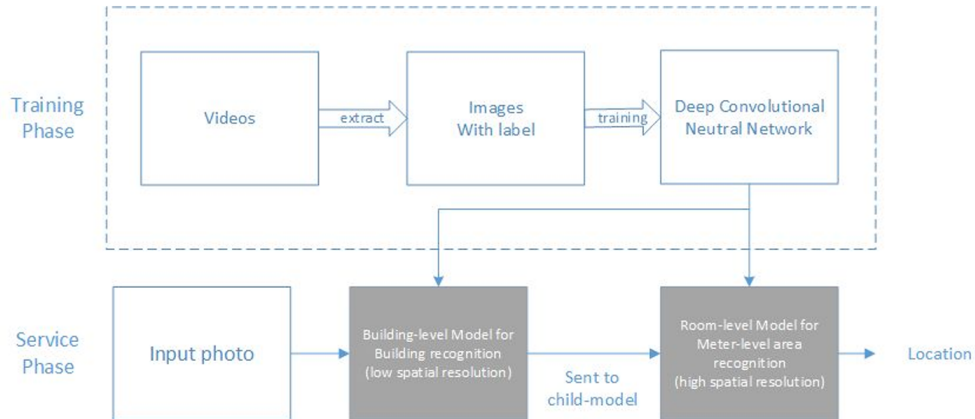 Training
Phase
Videos
extract
Images
With label
training
Deep Convolutional
Neutral Network
Service
Phase
Input photo
Building-level Model for
Building recognition
(low spatial resolution)
Sent to
child-model
Room-level Model for
Meter-level area
recognition
(high spatial resolution)
Location